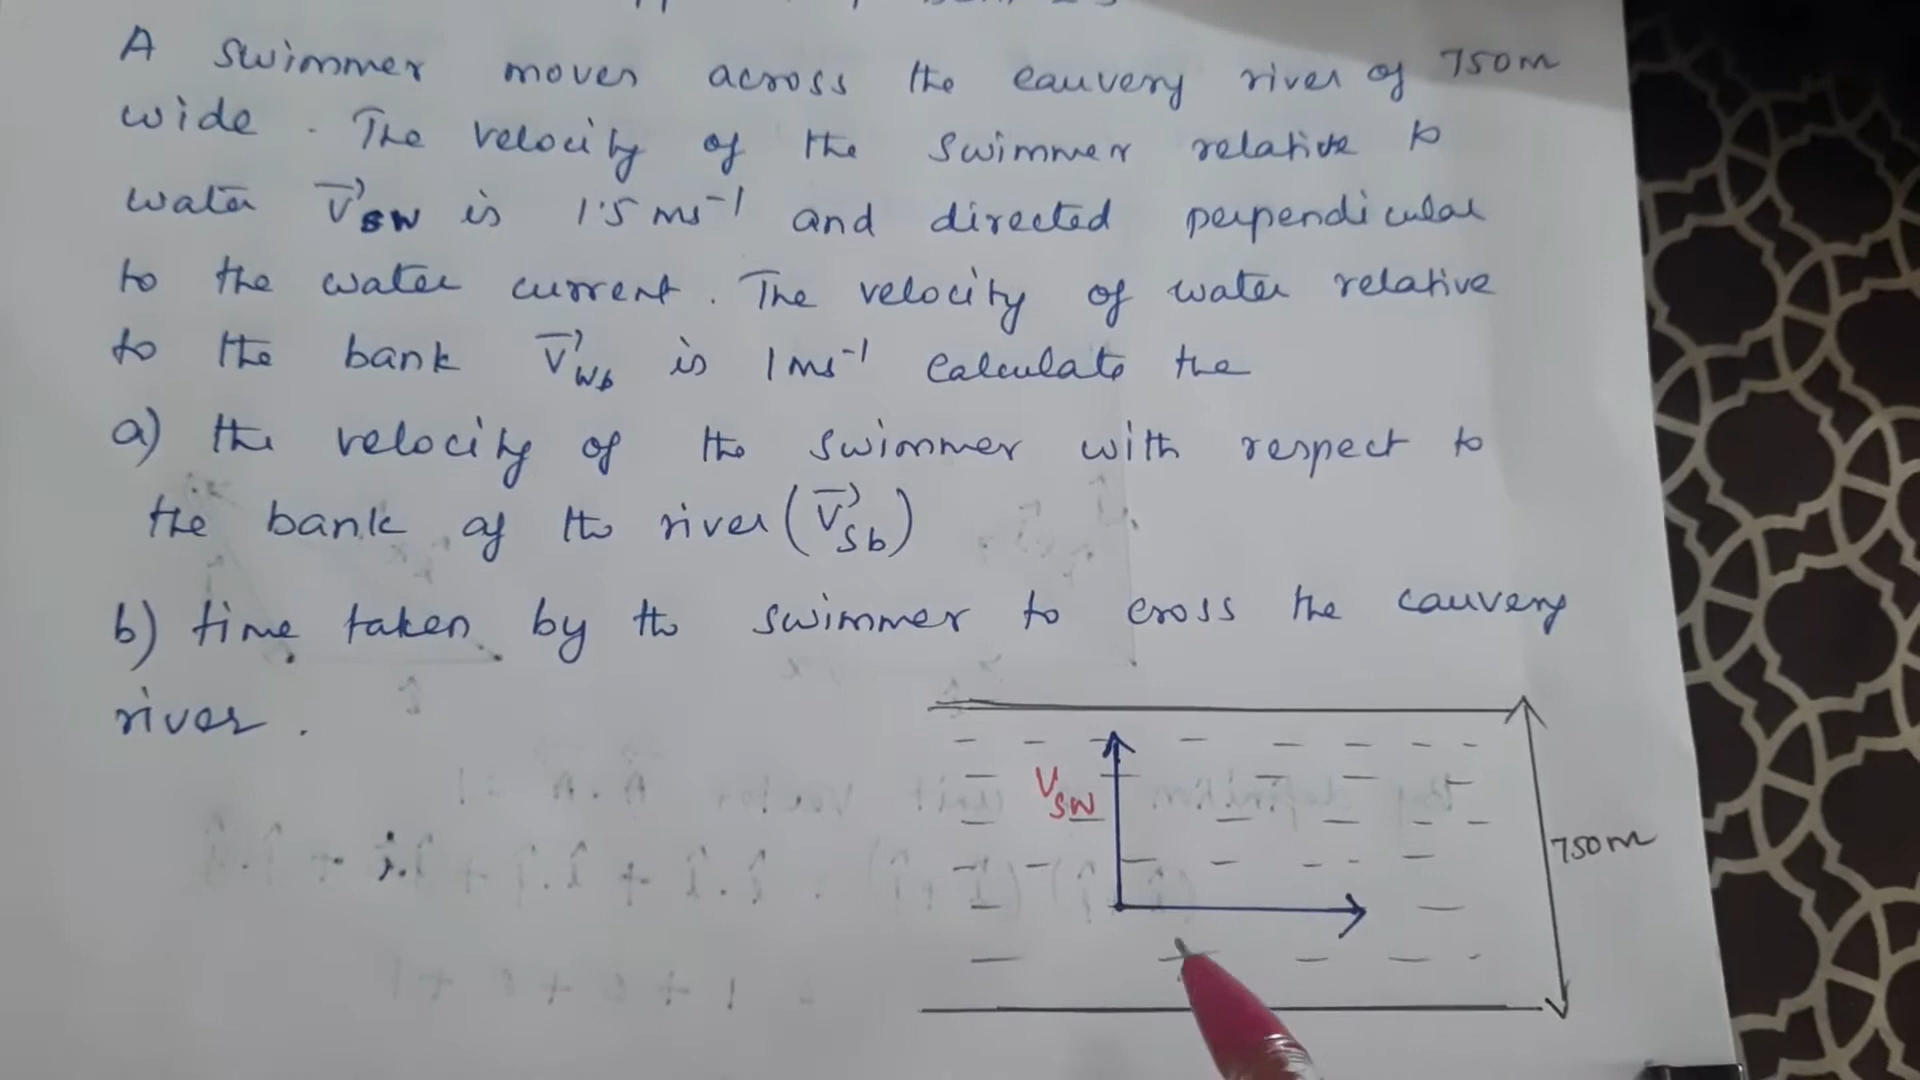 A swimmer moves across the cauvery river of 750m
wide. The velocity of the swimmer relative to
water V⃗sw is 1.5 ms⁻¹ and directed perpendicular
to the water current. The velocity of water relative
to the bank V⃗wb is 1 ms⁻¹ calculate the
a) the velocity of the swimmer with respect to
the bank of the river (V⃗sb)
b) time taken by the swimmer to cross the cauvery
river.
Vsw
750m